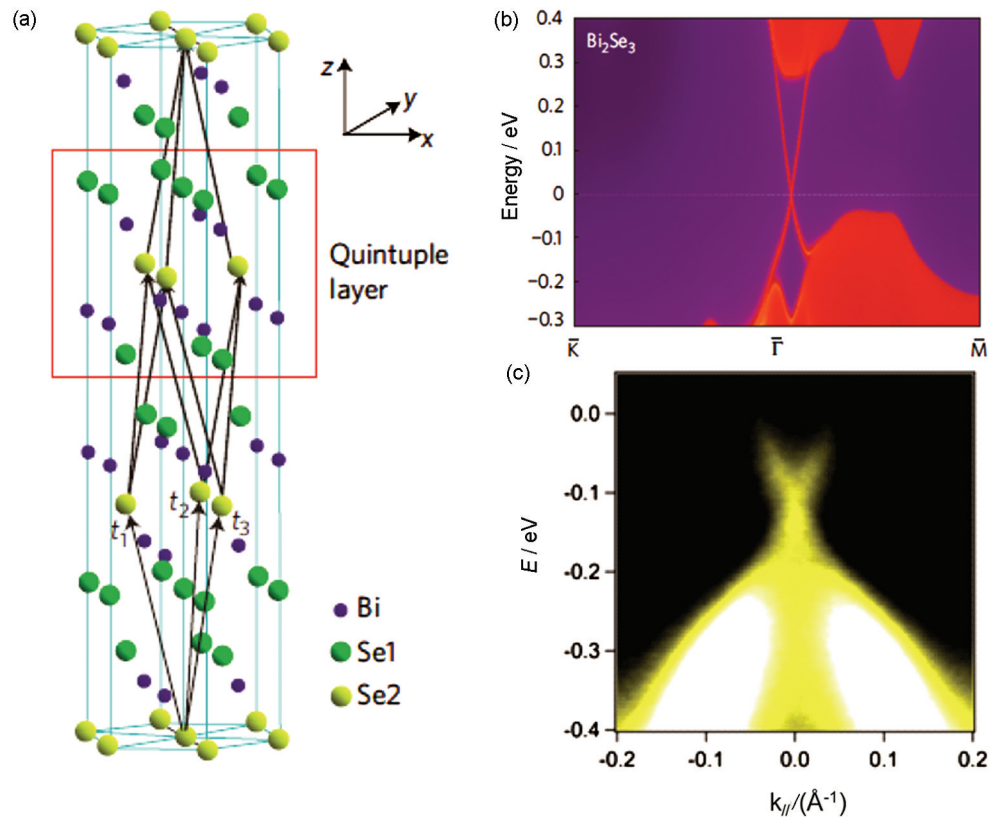 (a)
z
y
x
Quintuple
layer
t1
t2
t3
Bi
Se1
Se2
(b)
Bi2Se3
Energy / eV
0.4
0.3
0.2
0.1
0
−0.1
−0.2
−0.3
K̅
Γ̅
M̅
(c)
E / eV
0.0
-0.1
-0.2
-0.3
-0.4
-0.2
-0.1
0.0
0.1
0.2
k///(Å-1)